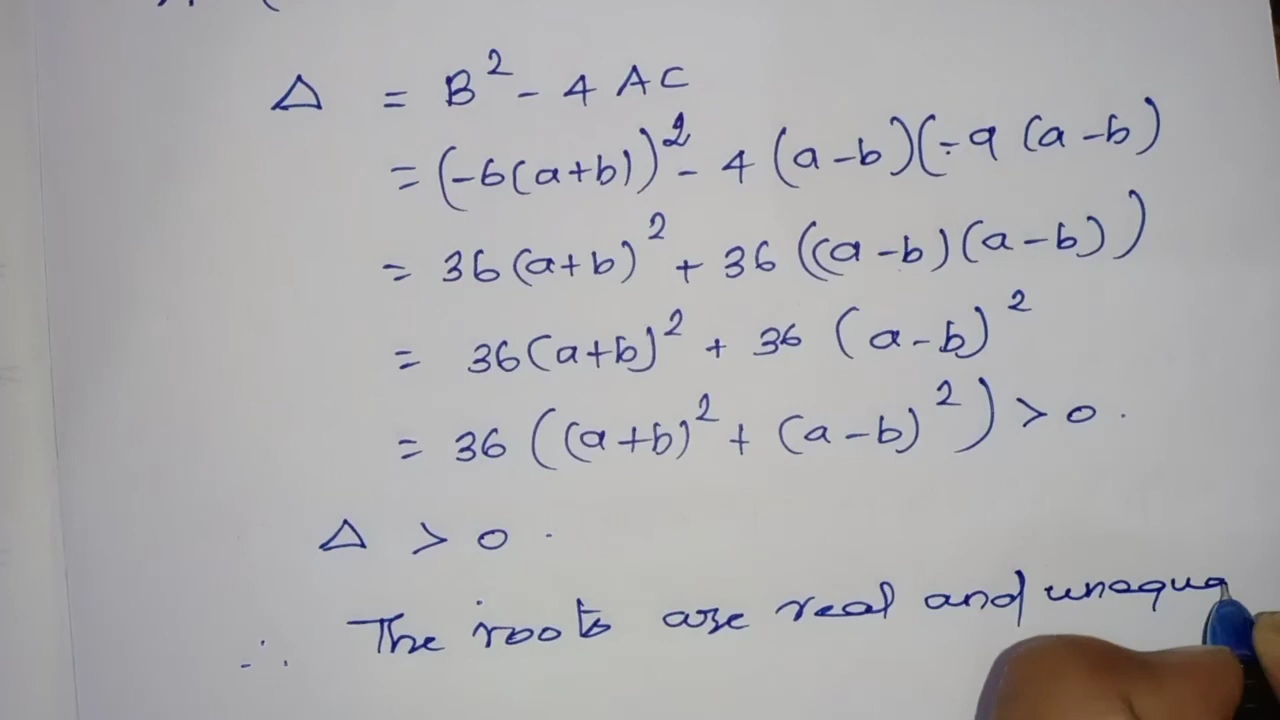 Δ = B² - 4AC
= (-6(a+b))² - 4(a-b)(-9(a-b)
= 36(a+b)² + 36((a-b)(a-b))
= 36(a+b)² + 36(a-b)²
= 36((a+b)² + (a-b)²) > 0.
Δ > 0.
∴ The roots are real and unequa